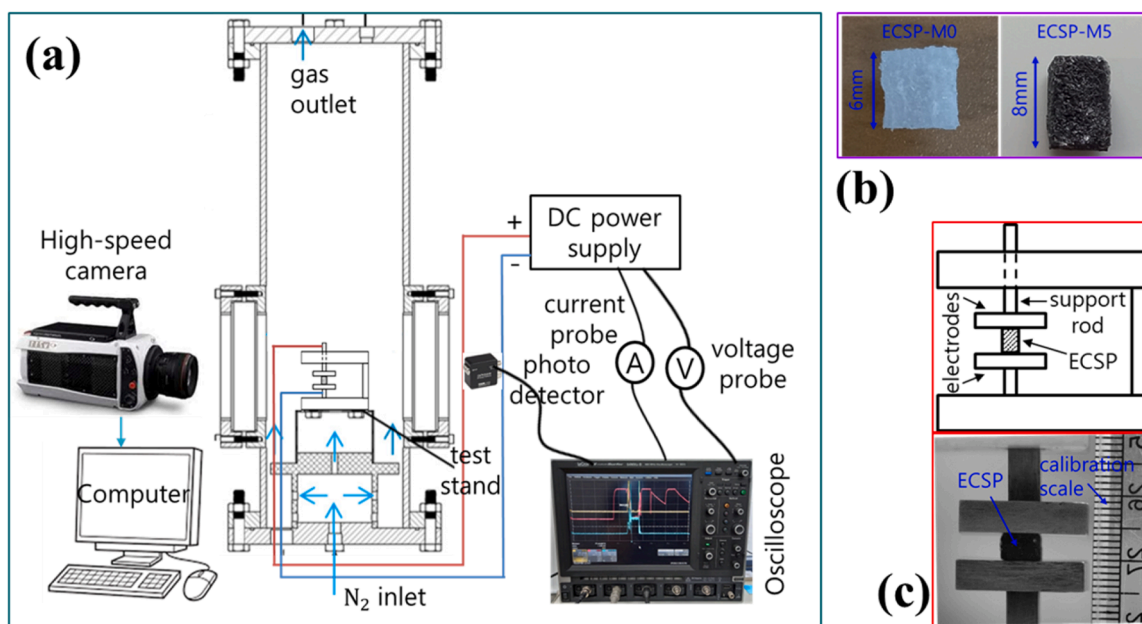 (a)
gas
outlet
High-speed
camera
Computer
+
-
DC power
supply
current
probe
A
V
voltage
probe
photo
detector
test
stand
N₂ inlet
Oscilloscope
ECSP-M0
6mm
ECSP-M5
8mm
(b)
electrodes
support
rod
ECSP
ECSP
calibration
scale
(c)